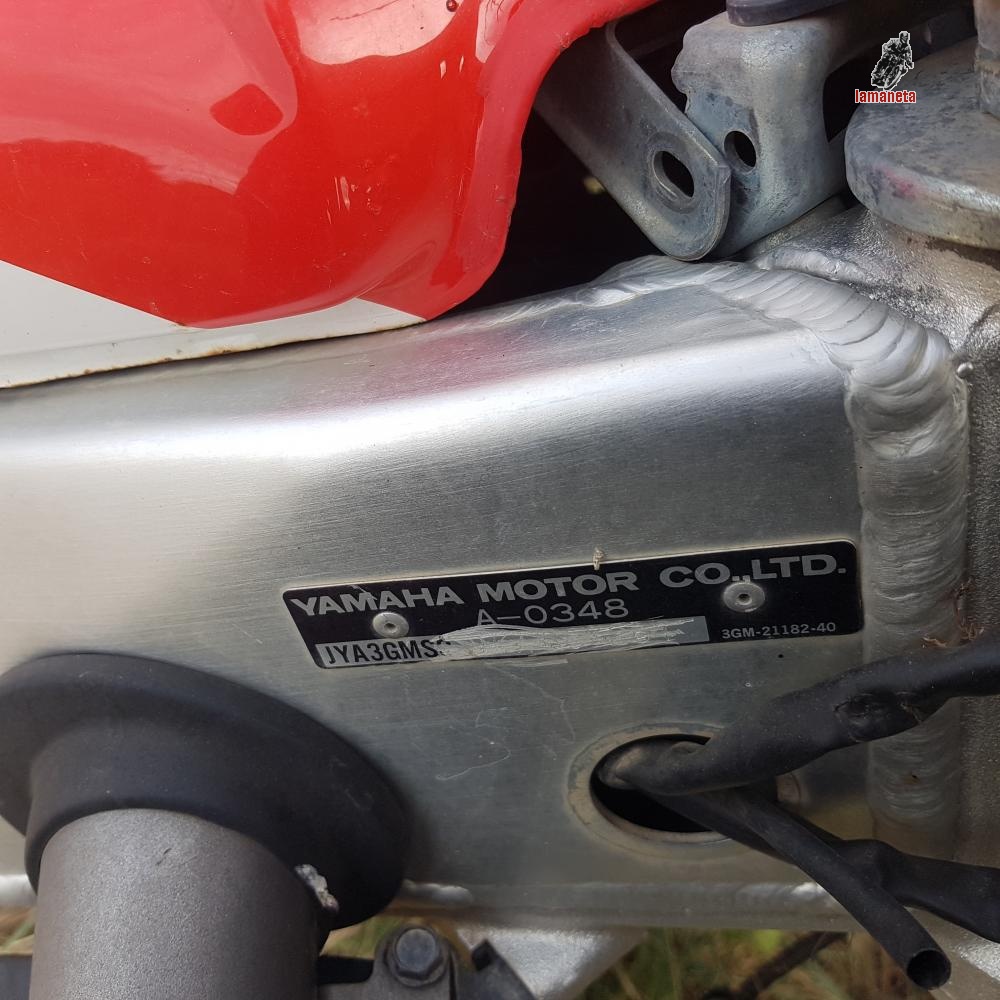 lamaneta
YAMAHA MOTOR CO.,LTD.
A-0348
JYA3GMS
3GM-21182-40